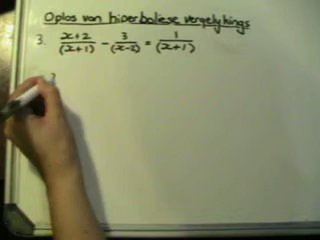 Oplos van hiperboliese vergelykings
3. (x+2)/(x+1) - 3/(x-2) = 1/(x+1)